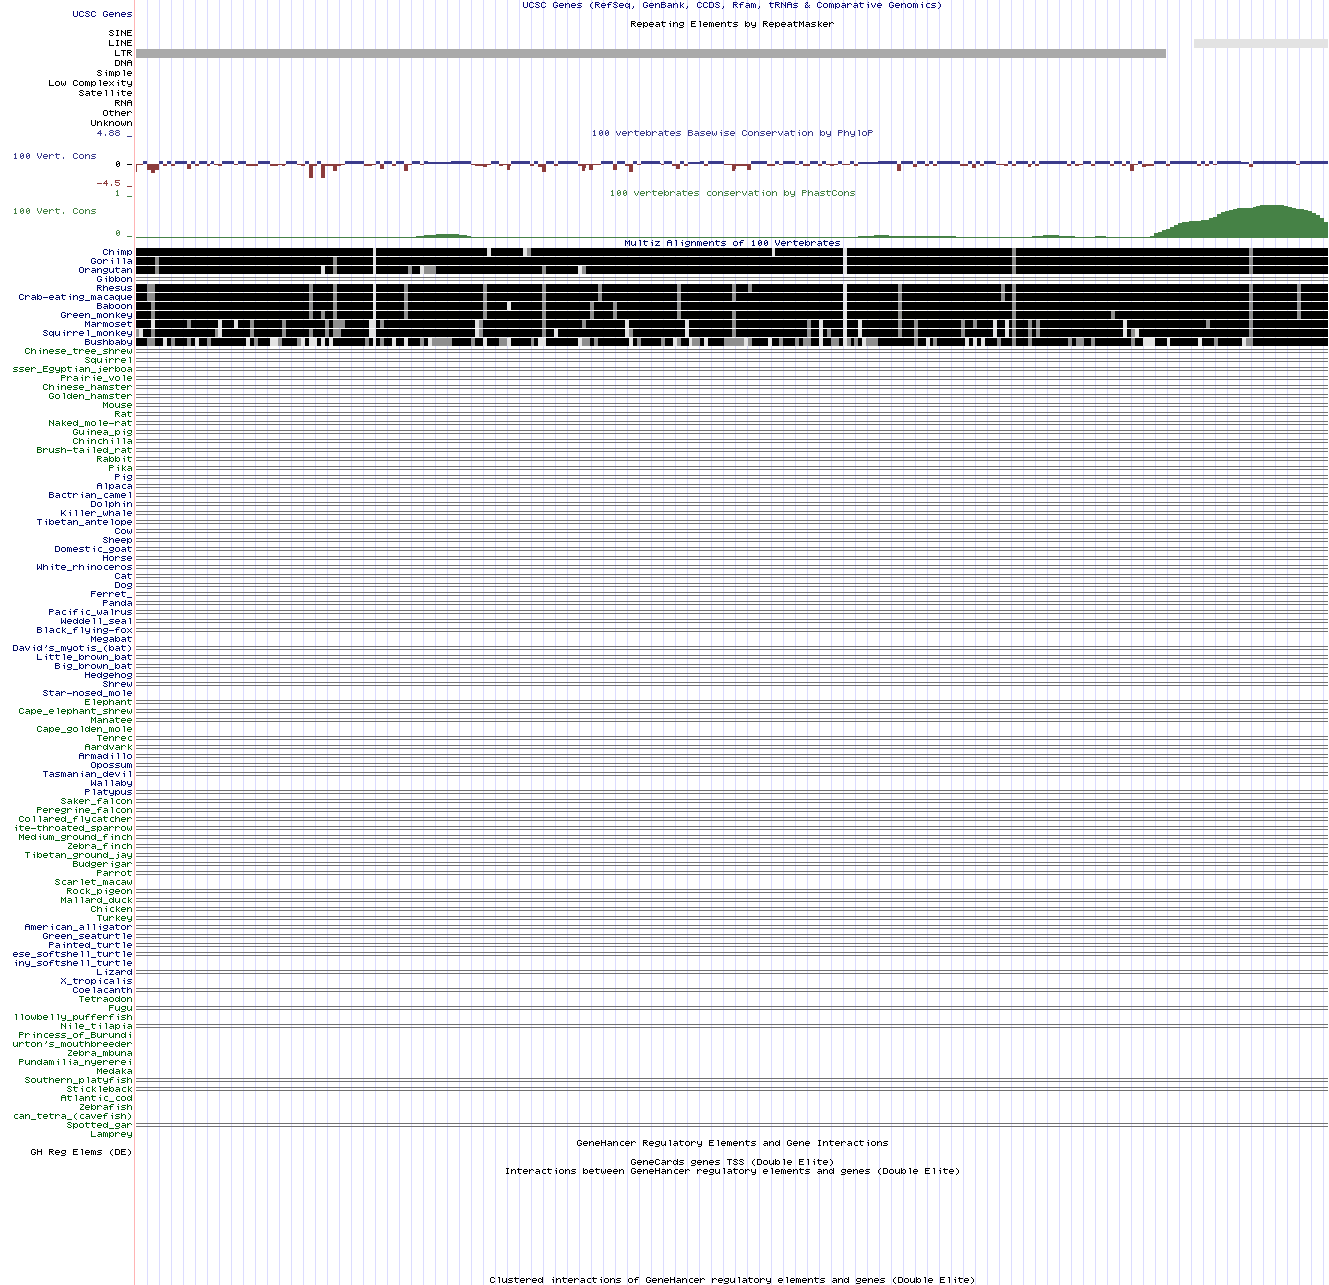 UCSC Genes (RefSeq, GenBank, CCDS, Rfam, tRNAs & Comparative Genomics)
UCSC Genes
Repeating Elements by RepeatMasker
SINE
LINE
LTR
DNA
Simple
Low Complexity
Satellite
RNA
Other
Unknown
4.88 _
100 vertebrates Basewise Conservation by PhyloP
100 Vert. Cons
0 _
-4.5 _
1 _
100 vertebrates conservation by PhastCons
100 Vert. Cons
0 _
Multiz Alignments of 100 Vertebrates
Chimp
Gorilla
Orangutan
Gibbon
Rhesus
Crab-eating_macaque
Baboon
Green_monkey
Marmoset
Squirrel_monkey
Bushbaby
Chinese_tree_shrew
Squirrel
sser_Egyptian_jerboa
Prairie_vole
Chinese_hamster
Golden_hamster
Mouse
Rat
Naked_mole-rat
Guinea_pig
Chinchilla
Brush-tailed_rat
Rabbit
Pika
Pig
Alpaca
Bactrian_camel
Dolphin
Killer_whale
Tibetan_antelope
Cow
Sheep
Domestic_goat
Horse
White_rhinoceros
Cat
Dog
Ferret_
Panda
Pacific_walrus
Weddell_seal
Black_flying-fox
Megabat
David's_myotis_(bat)
Little_brown_bat
Big_brown_bat
Hedgehog
Shrew
Star-nosed_mole
Elephant
Cape_elephant_shrew
Manatee
Cape_golden_mole
Tenrec
Aardvark
Armadillo
Opossum
Tasmanian_devil
Wallaby
Platypus
Saker_falcon
Peregrine_falcon
Collared_flycatcher
ite-throated_sparrow
Medium_ground_finch
Zebra_finch
Tibetan_ground_jay
Budgerigar
Parrot
Scarlet_macaw
Rock_pigeon
Mallard_duck
Chicken
Turkey
American_alligator
Green_seaturtle
Painted_turtle
ese_softshell_turtle
iny_softshell_turtle
Lizard
X_tropicalis
Coelacanth
Tetraodon
Fugu
llowbelly_pufferfish
Nile_tilapia
Princess_of_Burundi
urton's_mouthbreeder
Zebra_mbuna
Pundamilia_nyererei
Medaka
Southern_platyfish
Stickleback
Atlantic_cod
Zebrafish
can_tetra_(cavefish)
Spotted_gar
Lamprey
GeneHancer Regulatory Elements and Gene Interactions
GH Reg Elems (DE)
GeneCards genes TSS (Double Elite)
Interactions between GeneHancer regulatory elements and genes (Double Elite)
Clustered interactions of GeneHancer regulatory elements and genes (Double Elite)